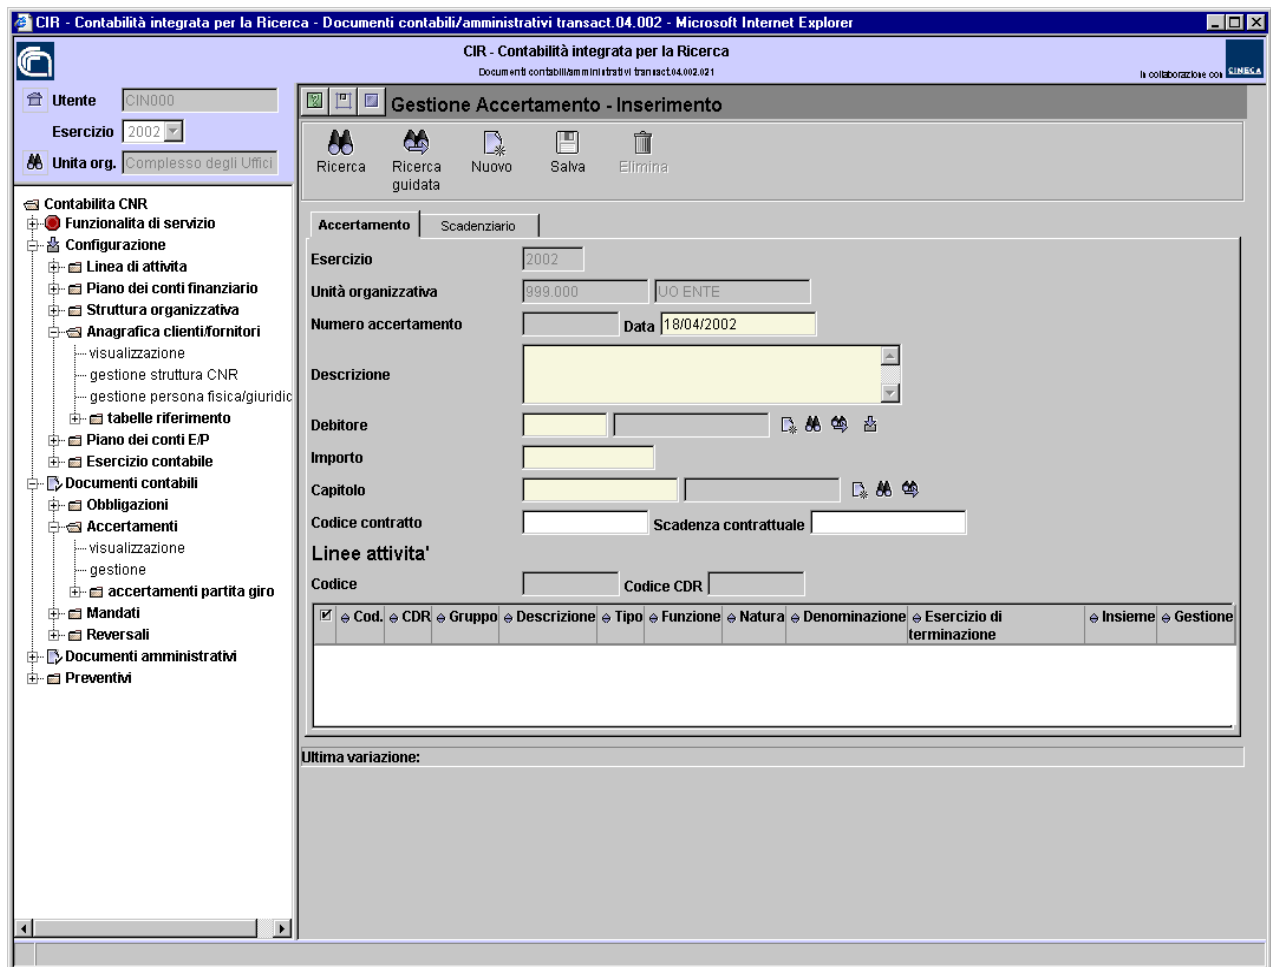 CIR - Contabilità integrata per la Ricerca - Documenti contabili/amministrativi transact.04.002 - Microsoft Internet Explorer
CIR - Contabilità integrata per la Ricerca
Documenti contabili/amministrativi transact.04.002.021
In collaborazione con CINECA
Utente CIN000
Esercizio 2002
Unita org. Complesso degli Uffici
Contabilita CNR
Funzionalita di servizio
Configurazione
Linea di attivita
Piano dei conti finanziario
Struttura organizzativa
Anagrafica clienti/fornitori
visualizzazione
gestione struttura CNR
gestione persona fisica/giuridic
tabelle riferimento
Piano dei conti E/P
Esercizio contabile
Documenti contabili
Obbligazioni
Accertamenti
visualizzazione
gestione
accertamenti partita giro
Mandati
Reversali
Documenti amministrativi
Preventivi
Gestione Accertamento - Inserimento
Ricerca Ricerca guidata Nuovo Salva Elimina
Accertamento Scadenziario
Esercizio 2002
Unità organizzativa 999.000 UO ENTE
Numero accertamento Data 18/04/2002
Descrizione
Debitore
Importo
Capitolo
Codice contratto Scadenza contrattuale
Linee attivita'
Codice Codice CDR
Cod. CDR Gruppo Descrizione Tipo Funzione Natura Denominazione Esercizio di terminazione Insieme Gestione
Ultima variazione: